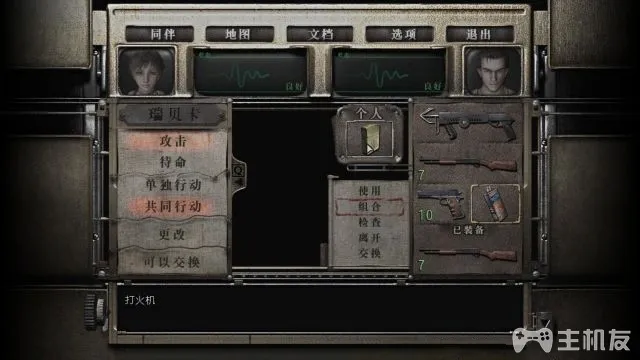 同伴 地图 文档 选项 退出
良好 良好
瑞贝卡
个人
攻击
待命
单独行动
共同行动
更改
可以交换
使用
组合
检查
离开
交换
7
10
已装备
7
打火机
主机友